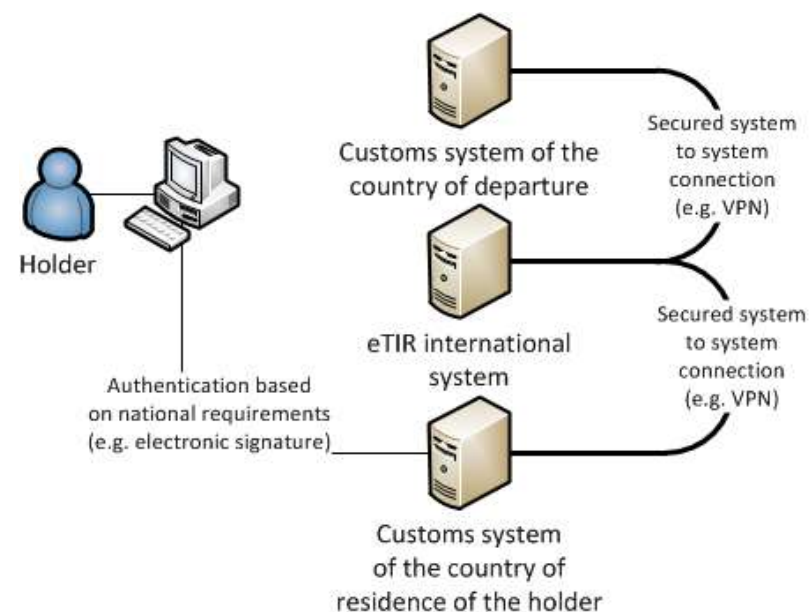 Customs system of the
country of departure
Secured system
to system
connection
(e.g. VPN)
Holder
eTIR international
system
Secured system
to system
connection
(e.g. VPN)
Authentication based
on national requirements
(e.g. electronic signature)
Customs system
of the country of
residence of the holder